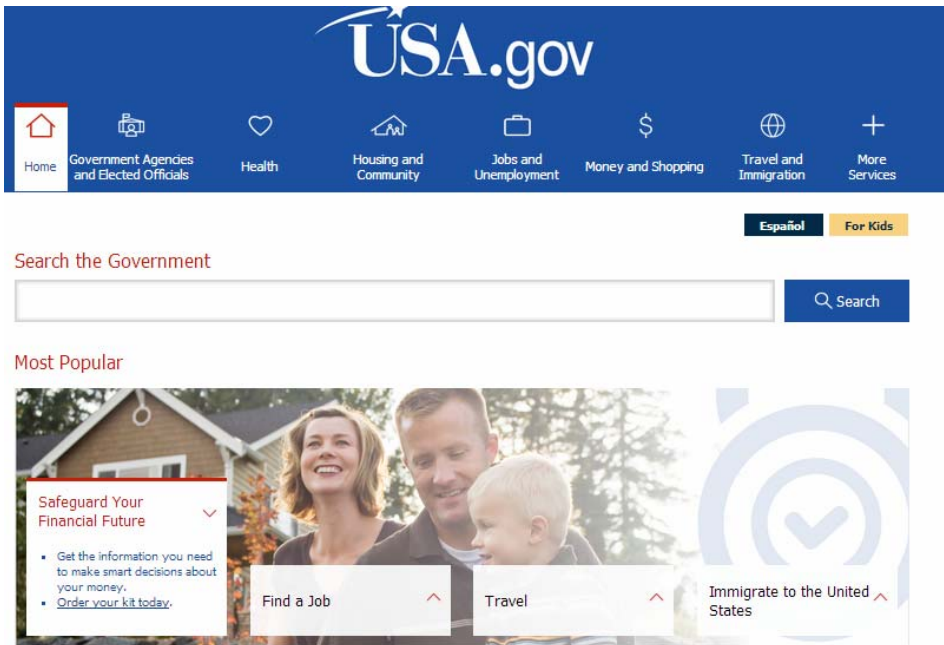 USA.gov
Home
Government Agencies
and Elected Officials
Health
Housing and
Community
Jobs and
Unemployment
Money and Shopping
Travel and
Immigration
More
Services
Español
For Kids
Search the Government
Search
Most Popular
Safeguard Your
Financial Future
Get the information you need
to make smart decisions about
your money.
Order your kit today.
Find a Job
Travel
Immigrate to the United
States